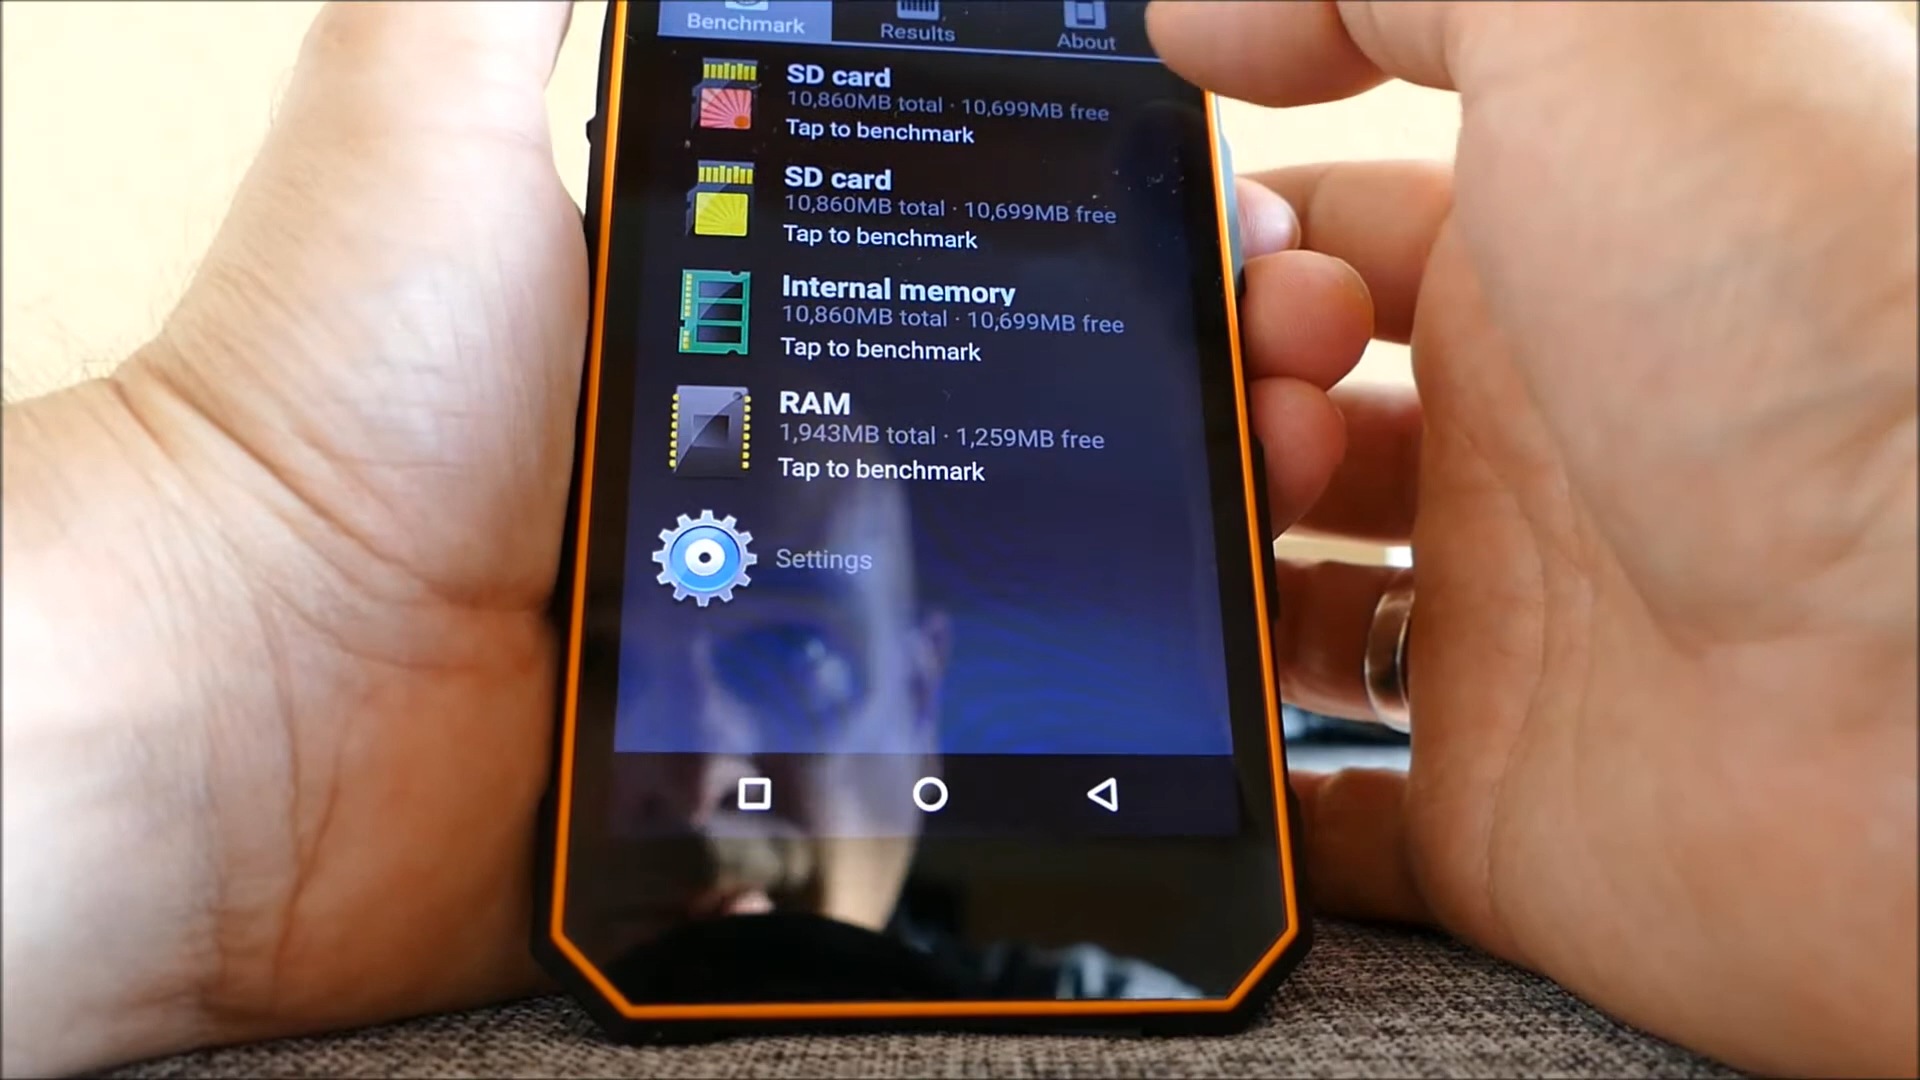 Benchmark
Results
About
SD card
10,860MB total · 10,699MB free
Tap to benchmark
SD card
10,860MB total · 10,699MB free
Tap to benchmark
Internal memory
10,860MB total · 10,699MB free
Tap to benchmark
RAM
1,943MB total · 1,259MB free
Tap to benchmark
Settings